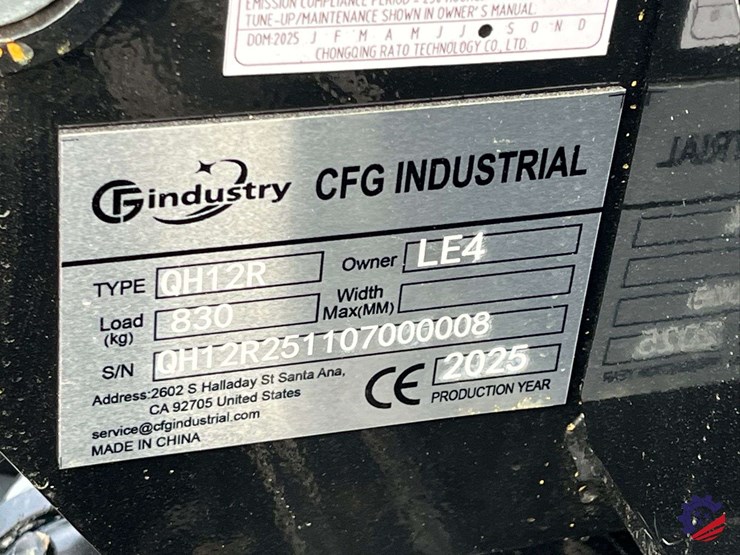 TUNE-UP/MAINTENANCE SHOWN IN OWNER'S MANUAL.
DOM:2025 J F M A M J J S O N D
CHONGQING RATO TECHNOLOGY CO., LTD.
GFindustry CFG INDUSTRIAL
TYPE QH12R Owner LE4
Load (kg) 830 Width Max(MM)
S/N QH12R251107000008
Address:2602 S Halladay St Santa Ana,
CA 92705 United States
service@cfgindustrial.com
MADE IN CHINA
CE 2025
PRODUCTION YEAR